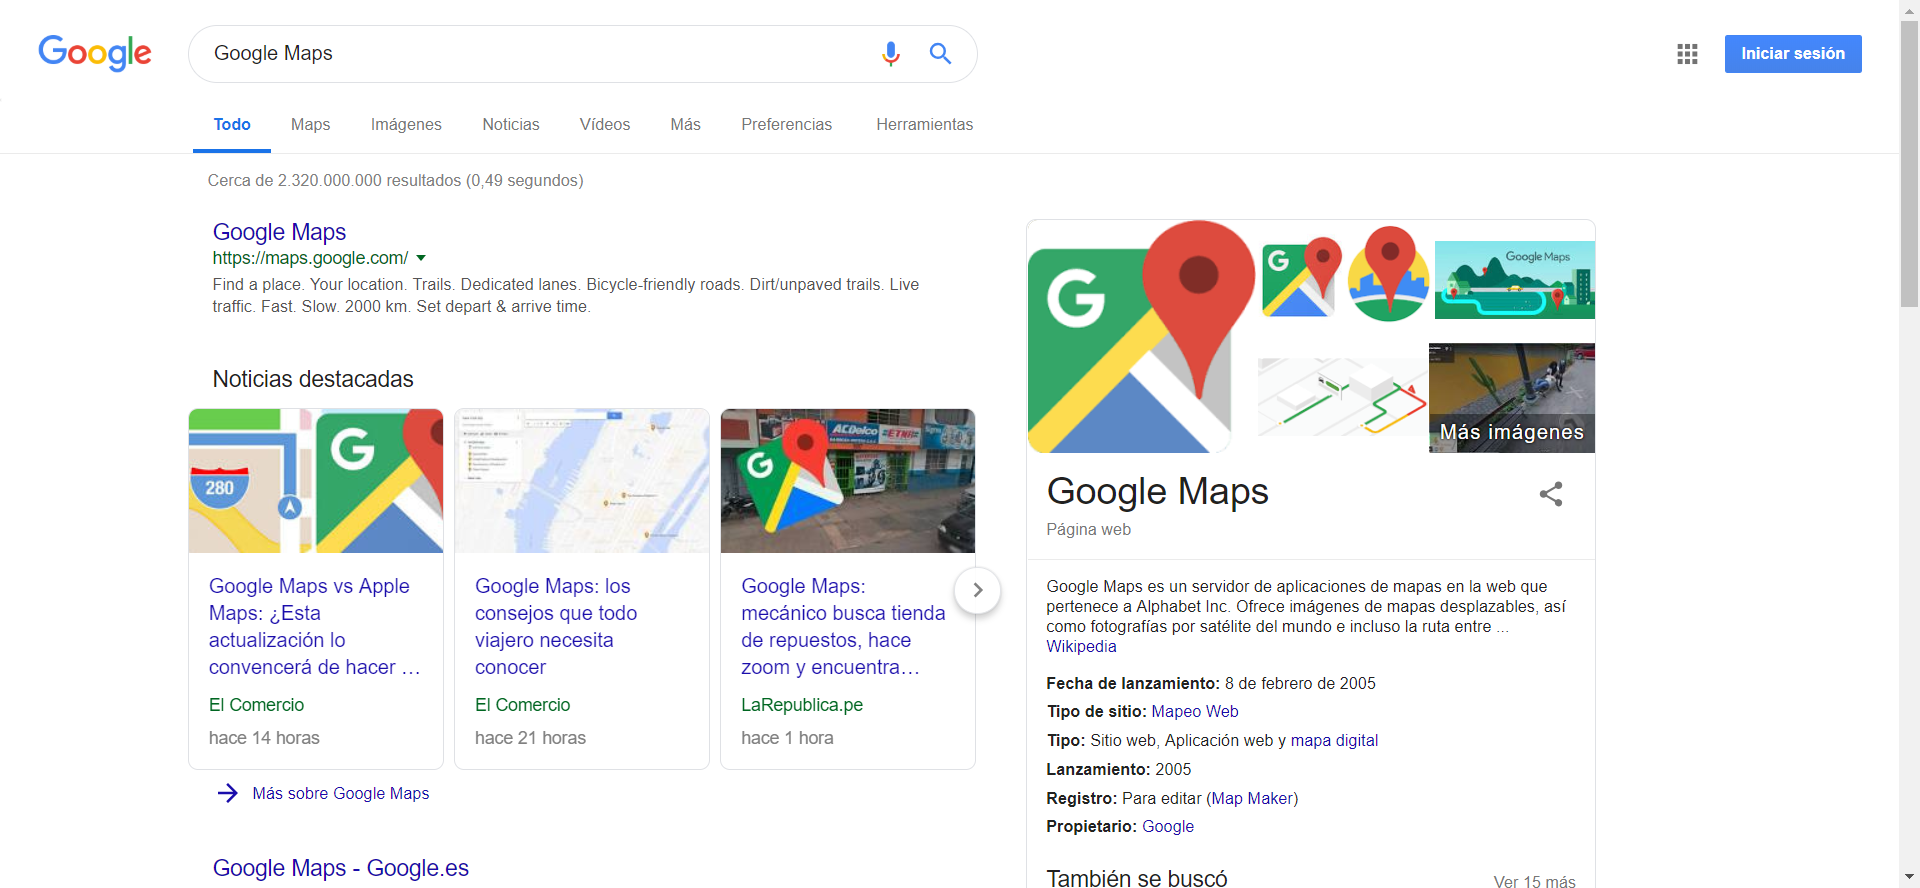 Google
Google Maps
Iniciar sesión
Todo
Maps
Imágenes
Noticias
Vídeos
Más
Preferencias
Herramientas
Cerca de 2.320.000.000 resultados (0,49 segundos)
Google Maps
https://maps.google.com/
Find a place. Your location. Trails. Dedicated lanes. Bicycle-friendly roads. Dirt/unpaved trails. Live
traffic. Fast. Slow. 2000 km. Set depart & arrive time.
Noticias destacadas
280
G
Google Maps vs Apple
Maps: ¿Esta
actualización lo
convencerá de hacer ...
El Comercio
hace 14 horas
Google Maps: los
consejos que todo
viajero necesita
conocer
El Comercio
hace 21 horas
G
ACDelco
ETNA
Google Maps:
mecánico busca tienda
de repuestos, hace
zoom y encuentra...
LaRepublica.pe
hace 1 hora
Más sobre Google Maps
Google Maps - Google.es
G
G
Google Maps
Más imágenes
Google Maps
Página web
Google Maps es un servidor de aplicaciones de mapas en la web que
pertenece a Alphabet Inc. Ofrece imágenes de mapas desplazables, así
como fotografías por satélite del mundo e incluso la ruta entre ...
Wikipedia
Fecha de lanzamiento: 8 de febrero de 2005
Tipo de sitio: Mapeo Web
Tipo: Sitio web, Aplicación web y mapa digital
Lanzamiento: 2005
Registro: Para editar (Map Maker)
Propietario: Google
También se buscó
Ver 15 más